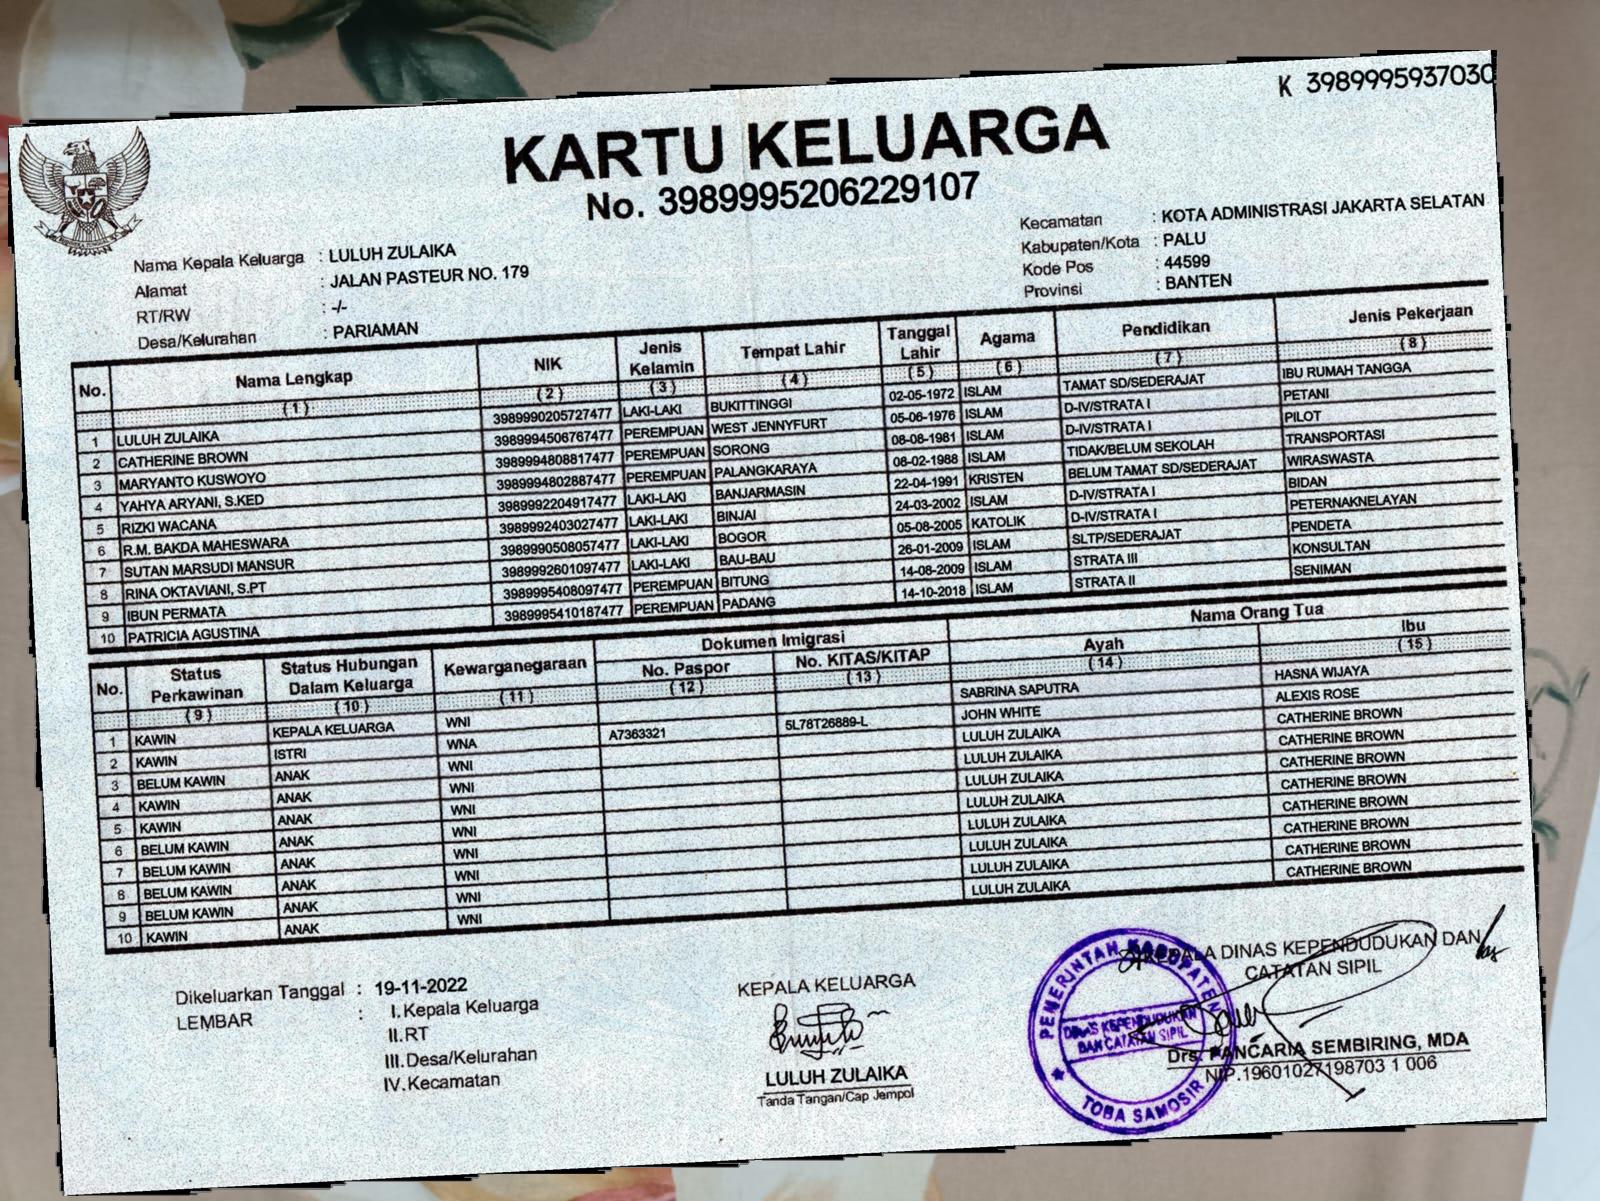 K 3989995937030
KARTU KELUARGA
No. 3989995206229107
Nama Kepala Keluarga : LULUH ZULAIKA
Alamat : JALAN PASTEUR NO. 179
RT/RW : -/-
Desa/Kelurahan : PARIAMAN
Kecamatan : KOTA ADMINISTRASI JAKARTA SELATAN
Kabupaten/Kota : PALU
Kode Pos : 44599
Provinsi : BANTEN
No. Nama Lengkap NIK Jenis Kelamin Tempat Lahir Tanggal Lahir Agama Pendidikan Jenis Pekerjaan
(1) (2) (3) (4) (5) (6) (7) (8)
1 LULUH ZULAIKA 3989990205727477 LAKI-LAKI BUKITTINGGI 02-05-1972 ISLAM TAMAT SD/SEDERAJAT IBU RUMAH TANGGA
2 CATHERINE BROWN 3989994506767477 PEREMPUAN WEST JENNYFURT 05-06-1976 ISLAM D-IV/STRATA I PETANI
3 MARYANTO KUSWOYO 3989994808817477 PEREMPUAN SORONG 08-08-1981 ISLAM D-IV/STRATA I PILOT
4 YAHYA ARYANI, S.KED 3989994802887477 PEREMPUAN PALANGKARAYA 08-02-1988 ISLAM TIDAK/BELUM SEKOLAH TRANSPORTASI
5 RIZKI WACANA 3989992204917477 LAKI-LAKI BANJARMASIN 22-04-1991 KRISTEN BELUM TAMAT SD/SEDERAJAT WIRASWASTA
6 R.M. BAKDA MAHESWARA 3989992403027477 LAKI-LAKI BINJAI 24-03-2002 ISLAM D-IV/STRATA I BIDAN
7 SUTAN MARSUDI MANSUR 3989990508057477 LAKI-LAKI BOGOR 05-08-2005 KATOLIK D-IV/STRATA I PETERNAKNELAYAN
8 RINA OKTAVIANI, S.PT 3989992601097477 LAKI-LAKI BAU-BAU 26-01-2009 ISLAM SLTP/SEDERAJAT PENDETA
9 IBUN PERMATA 3989995408097477 PEREMPUAN BITUNG 14-08-2009 ISLAM STRATA III KONSULTAN
10 PATRICIA AGUSTINA 3989995410187477 PEREMPUAN PADANG 14-10-2018 ISLAM STRATA II SENIMAN
No. Status Perkawinan Status Hubungan Dalam Keluarga Kewarganegaraan Dokumen Imigrasi Nama Orang Tua
No. Paspor No. KITAS/KITAP Ayah Ibu
(9) (10) (11) (12) (13) (14) (15)
1 KAWIN KEPALA KELUARGA WNI SABRINA SAPUTRA HASNA WIJAYA
2 KAWIN ISTRI WNA A7363321 5L78T26889-L JOHN WHITE ALEXIS ROSE
3 BELUM KAWIN ANAK WNI LULUH ZULAIKA CATHERINE BROWN
4 KAWIN ANAK WNI LULUH ZULAIKA CATHERINE BROWN
5 KAWIN ANAK WNI LULUH ZULAIKA CATHERINE BROWN
6 BELUM KAWIN ANAK WNI LULUH ZULAIKA CATHERINE BROWN
7 BELUM KAWIN ANAK WNI LULUH ZULAIKA CATHERINE BROWN
8 BELUM KAWIN ANAK WNI LULUH ZULAIKA CATHERINE BROWN
9 BELUM KAWIN ANAK WNI LULUH ZULAIKA CATHERINE BROWN
10 KAWIN ANAK WNI LULUH ZULAIKA CATHERINE BROWN
Dikeluarkan Tanggal : 19-11-2022
LEMBAR : I. Kepala Keluarga
II. RT
III. Desa/Kelurahan
IV. Kecamatan
KEPALA KELUARGA
LULUH ZULAIKA
Tanda Tangan/Cap Jempol
KEPALA DINAS KEPENDUDUKAN DAN
CATATAN SIPIL
Drs. PANCARIA SEMBIRING, MDA
NIP.19601027198703 1 006
PEMERINTAH KABUPATEN
DINAS KEPENDUDUKAN
DAN CATATAN SIPIL
TOBA SAMOSIR